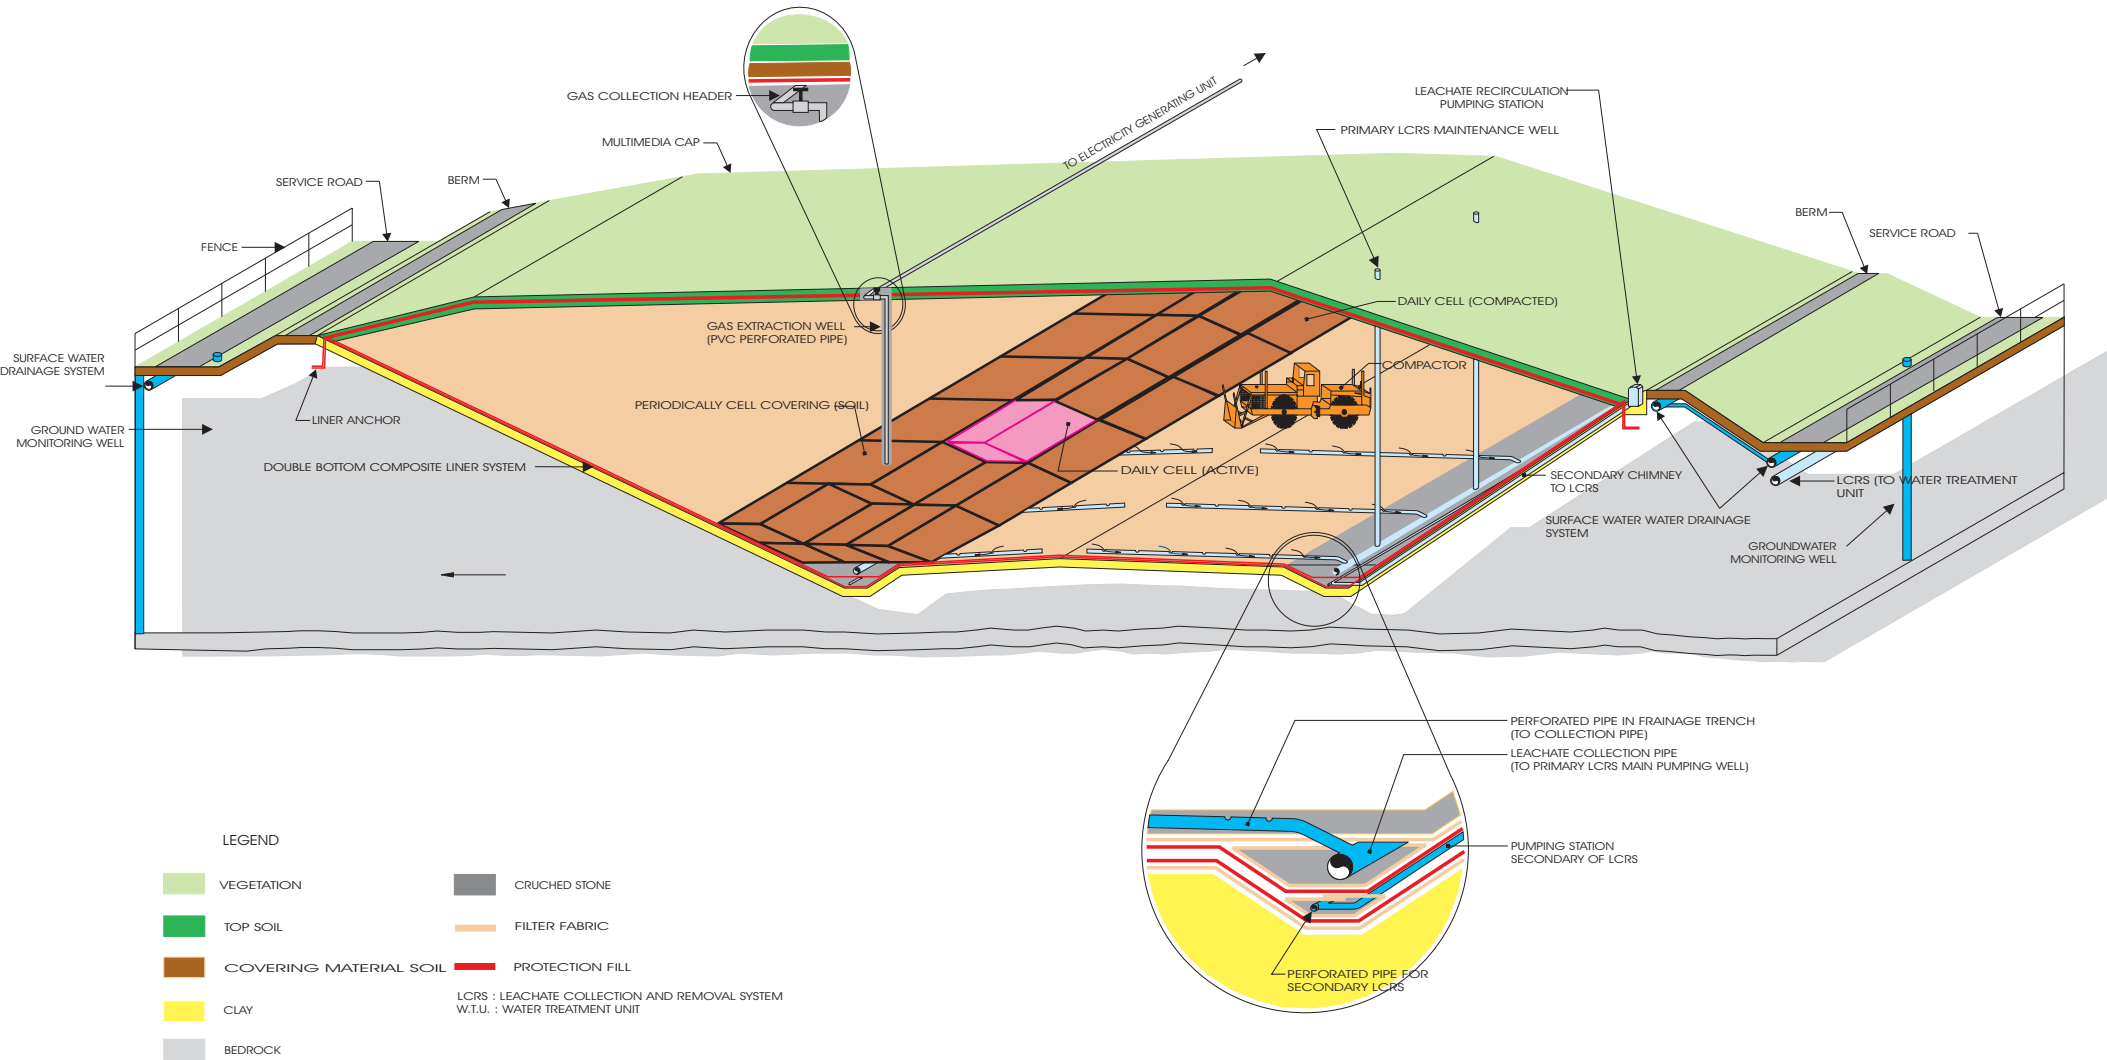 GAS COLLECTION HEADER
MULTIMEDIA CAP
SERVICE ROAD
BERM
FENCE
TO ELECTRICITY GENERATING UNIT
LEACHATE RECIRCULATION
PUMPING STATION
PRIMARY LCRS MAINTENANCE WELL
BERM
SERVICE ROAD
SURFACE WATER
DRAINAGE SYSTEM
GROUND WATER
MONITORING WELL
LINER ANCHOR
GAS EXTRACTION WELL
(PVC PERFORATED PIPE)
PERIODICALLY CELL COVERING (SOIL)
DOUBLE BOTTOM COMPOSITE LINER SYSTEM
DAILY CELL (COMPACTED)
COMPACTOR
DAILY CELL (ACTIVE)
SECONDARY CHIMNEY
TO LCRS
LCRS (TO WATER TREATMENT
UNIT
SURFACE WATER WATER DRAINAGE
SYSTEM
GROUNDWATER
MONITORING WELL
PERFORATED PIPE IN FRAINAGE TRENCH
(TO COLLECTION PIPE)
LEACHATE COLLECTION PIPE
(TO PRIMARY LCRS MAIN PUMPING WELL)
PUMPING STATION
SECONDARY OF LCRS
PERFORATED PIPE FOR
SECONDARY LCRS
LEGEND
VEGETATION
TOP SOIL
COVERING MATERIAL SOIL
CLAY
BEDROCK
CRUCHED STONE
FILTER FABRIC
PROTECTION FILL
LCRS : LEACHATE COLLECTION AND REMOVAL SYSTEM
W.T.U. : WATER TREATMENT UNIT